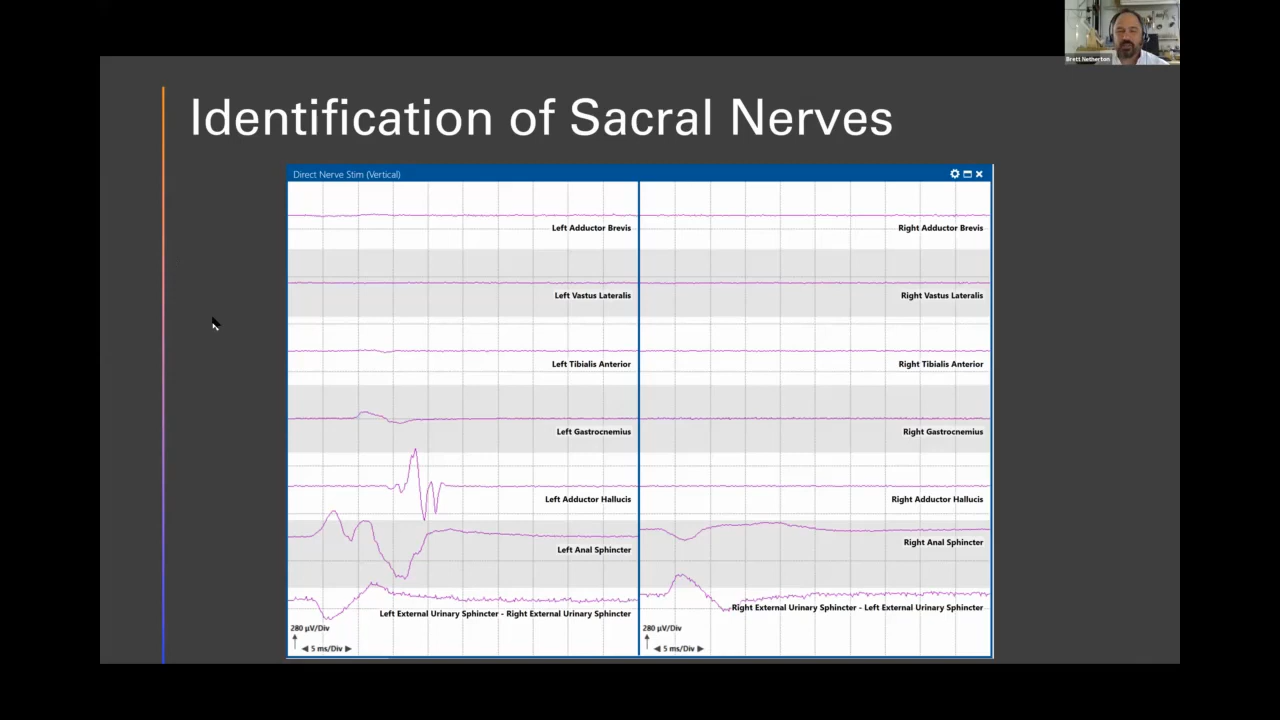 Brett Netherton
Identification of Sacral Nerves
Direct Nerve Stim (Vertical)
Left Adductor Brevis
Left Vastus Lateralis
Left Tibialis Anterior
Left Gastrocnemius
Left Adductor Hallucis
Left Anal Sphincter
Left External Urinary Sphincter - Right External Urinary Sphincter
280 µV/Div
5 ms/Div
Right Adductor Brevis
Right Vastus Lateralis
Right Tibialis Anterior
Right Gastrocnemius
Right Adductor Hallucis
Right Anal Sphincter
Right External Urinary Sphincter - Left External Urinary Sphincter
280 µV/Div
5 ms/Div